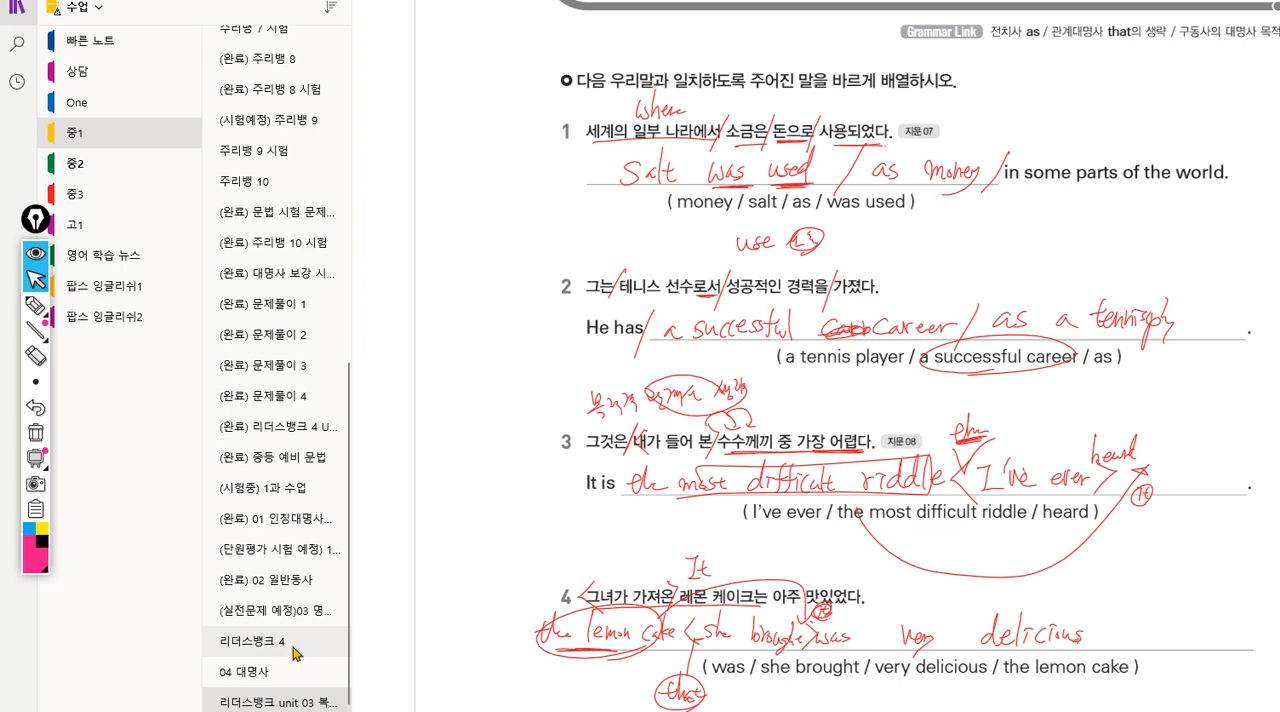 수업
빠른 노트
상담
One
중1
중2
중3
고1
영어 학습 뉴스
팝스 잉글리쉬1
팝스 잉글리쉬2
주리뱅 7 시험
(완료) 주리뱅 8
(완료) 주리뱅 8 시험
(시험예정) 주리뱅 9
주리뱅 9 시험
주리뱅 10
(완료) 문법 시험 문제...
(완료) 주리뱅 10 시험
(완료) 대명사 보강 시...
(완료) 문제풀이 1
(완료) 문제풀이 2
(완료) 문제풀이 3
(완료) 문제풀이 4
(완료) 리더스뱅크 4 U...
(완료) 중등 예비 문법
(시험중) 1과 수업
(완료) 01 인칭대명사...
(단원평가 시험 예정) 1...
(완료) 02 일반동사
(실전문제 예정)03 명...
리더스뱅크 4
04 대명사
리더스뱅크 unit 03 복...
Grammar Link 전치사 as / 관계대명사 that의 생략 / 구동사의 대명사 목적
다음 우리말과 일치하도록 주어진 말을 바르게 배열하시오.
where
1 세계의 일부 나라에서 / 소금은 / 돈으로 / 사용되었다. 지문 07
Salt was used / as money / in some parts of the world.
( money / salt / as / was used )
use
2 그는 / 테니스 선수로서 / 성공적인 경력을 / 가졌다.
He has / a successful career / as a tennis .
( a tennis player / a successful career / as )
목적격 생략
3 그것은 / 내가 들어 본 / 수수께끼 중 가장 어렵다. 지문 08
It is the most difficult riddle < I've ever heard > .
( I've ever / the most difficult riddle / heard )
It
4 < 그녀가 가져온 > 레몬 케이크는 아주 맛있었다.
the lemon cake < she brought > was very delicious
( was / she brought / very delicious / the lemon cake )
that